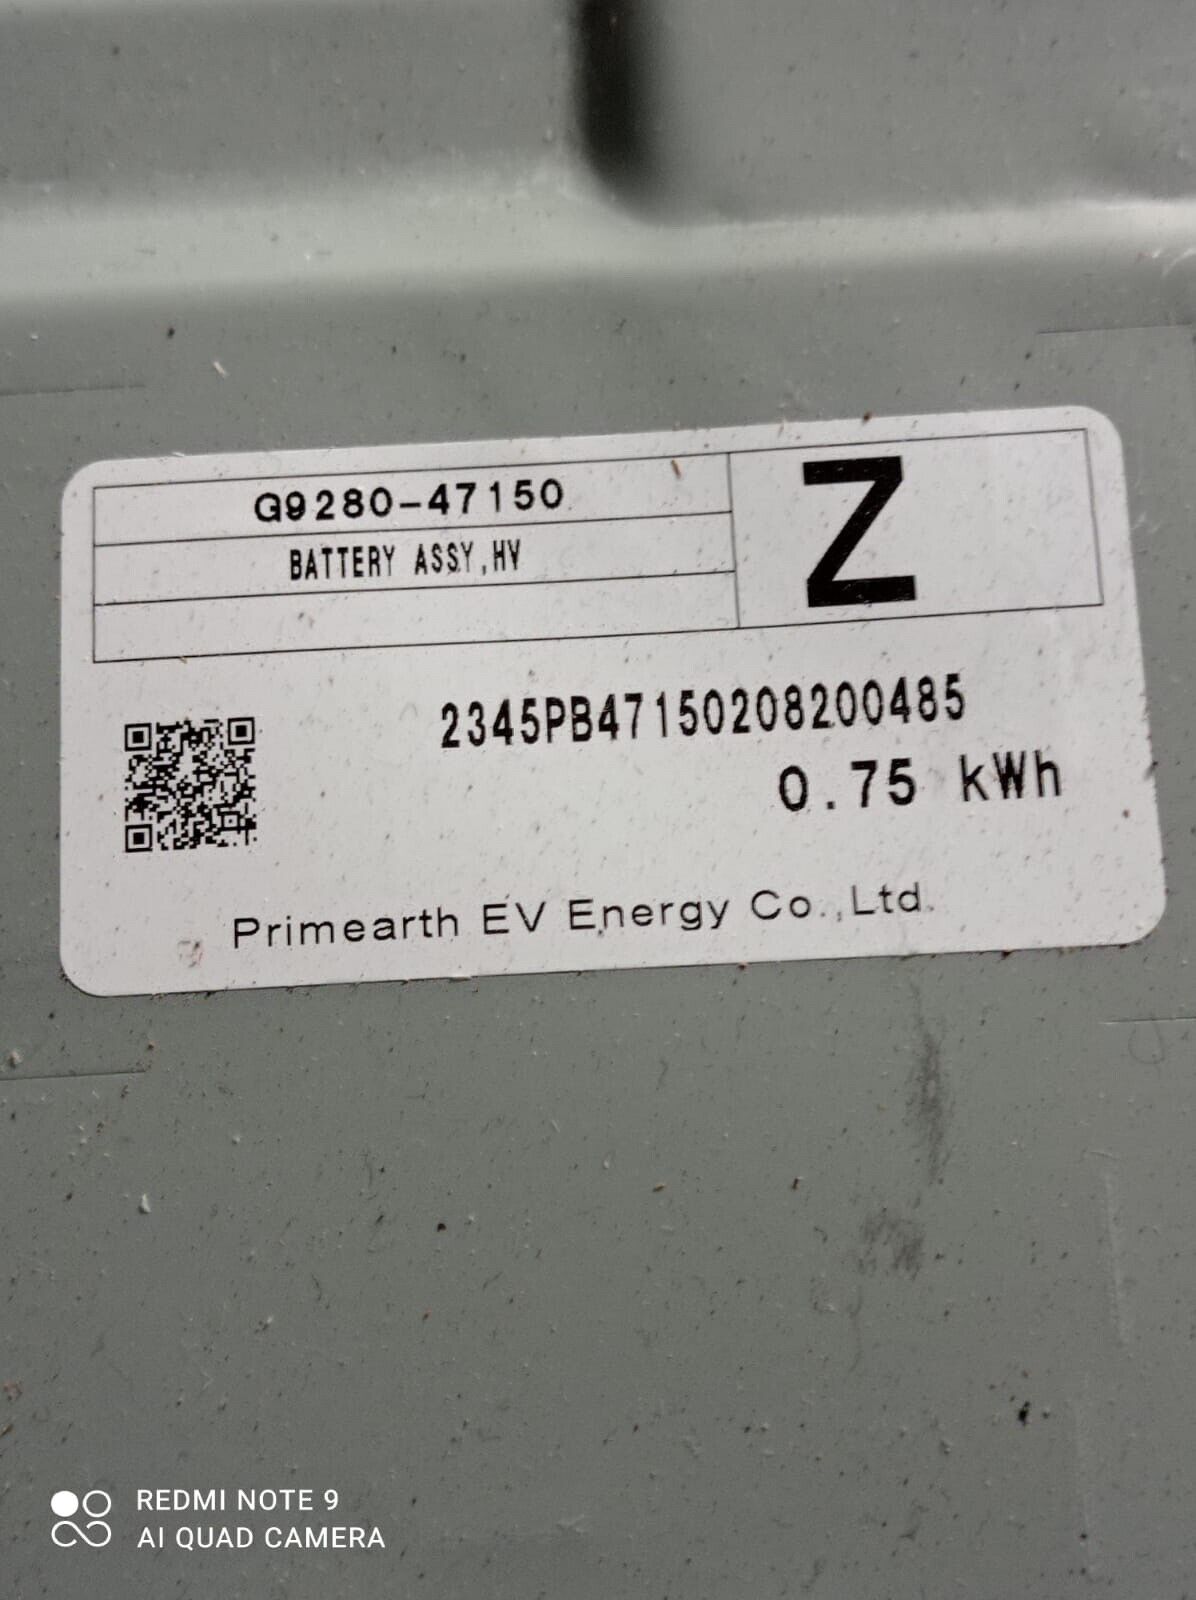 G9280-47150
BATTERY ASSY,HV
Z
2345PB47150208200485
0.75 kWh
Primearth EV Energy Co.,Ltd.
REDMI NOTE 9
AI QUAD CAMERA